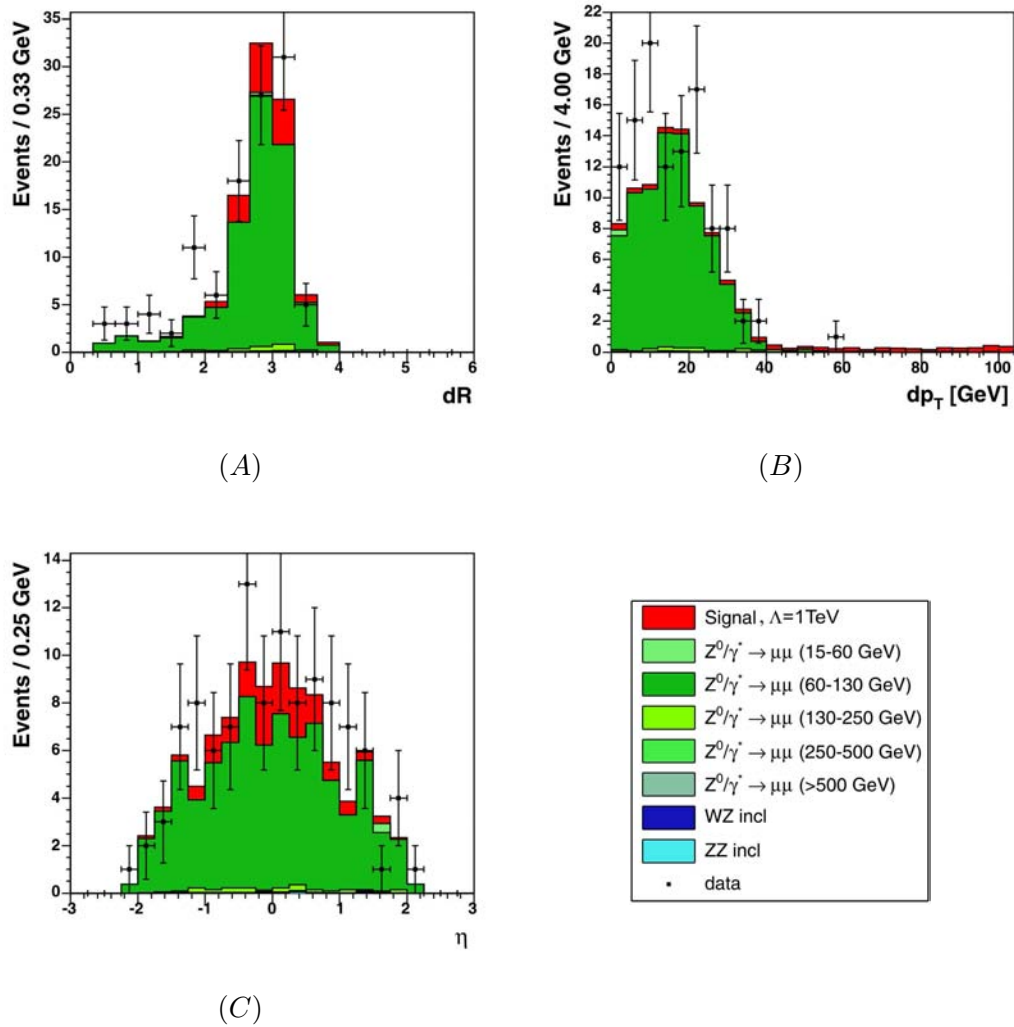 Events / 0.33 GeV
35
30
25
20
15
10
5
0
0 1 2 3 4 5 6
dR
(A)
Events / 4.00 GeV
22
20
18
16
14
12
10
8
6
4
2
0
0 20 40 60 80 100
dp_T [GeV]
(B)
Events / 0.25 GeV
14
12
10
8
6
4
2
0
-3 -2 -1 0 1 2 3
η
(C)
Signal, Λ=1TeV
Z⁰/γ* → μμ (15-60 GeV)
Z⁰/γ* → μμ (60-130 GeV)
Z⁰/γ* → μμ (130-250 GeV)
Z⁰/γ* → μμ (250-500 GeV)
Z⁰/γ* → μμ (>500 GeV)
WZ incl
ZZ incl
data